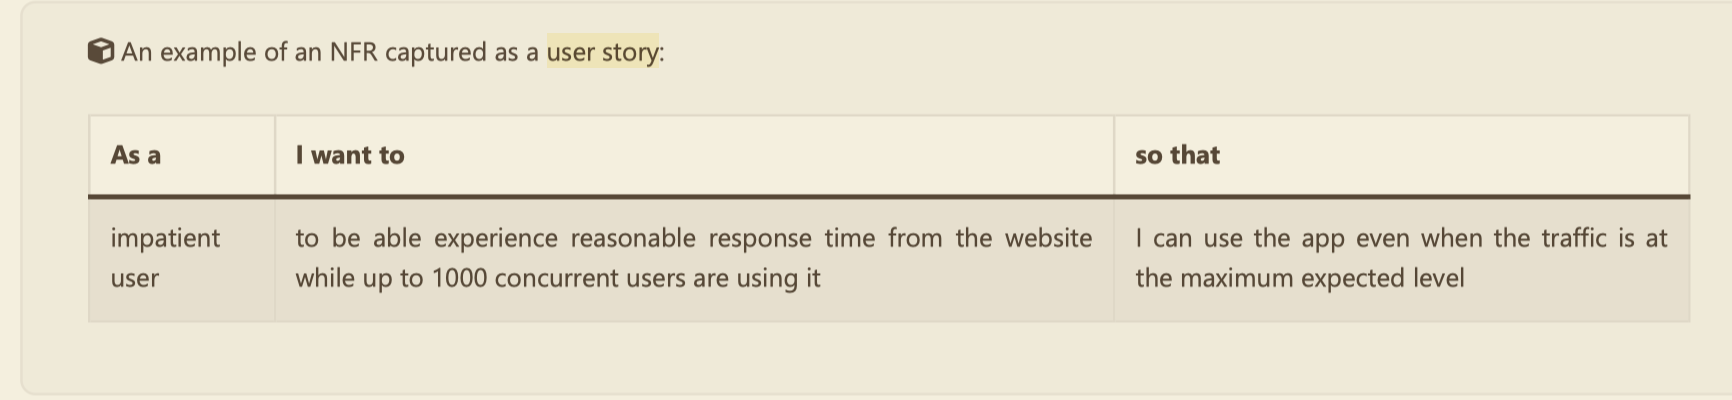 An example of an NFR captured as a user story:
As a
I want to
so that
impatient
user
to be able experience reasonable response time from the website
while up to 1000 concurrent users are using it
I can use the app even when the traffic is at
the maximum expected level